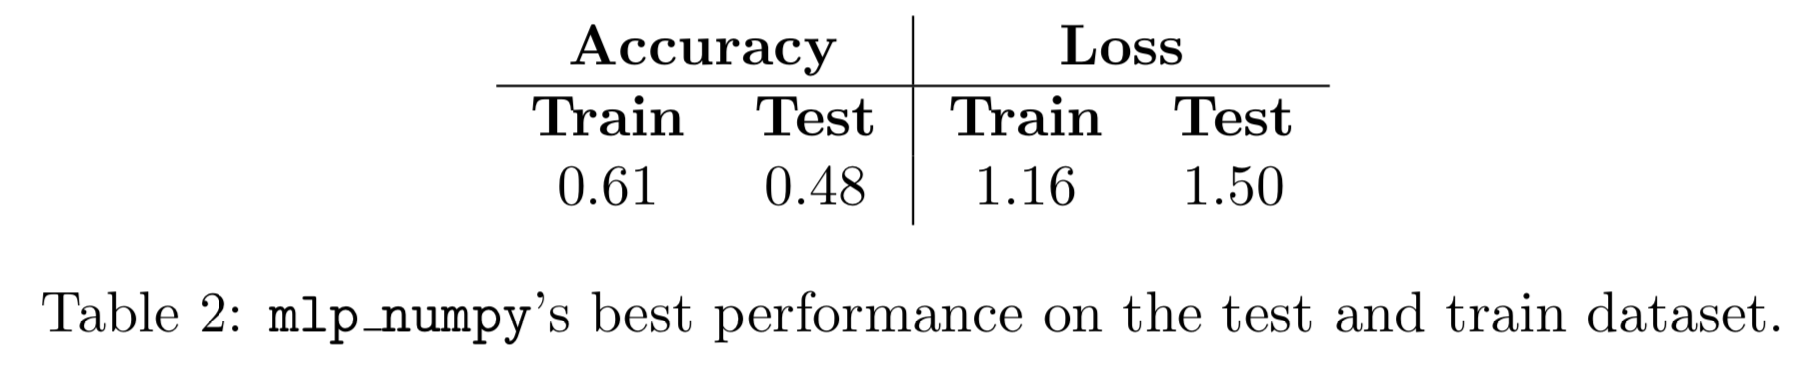 Accuracy Loss
Train Test Train Test
0.61 0.48 1.16 1.50
Table 2: mlp_numpy's best performance on the test and train dataset.